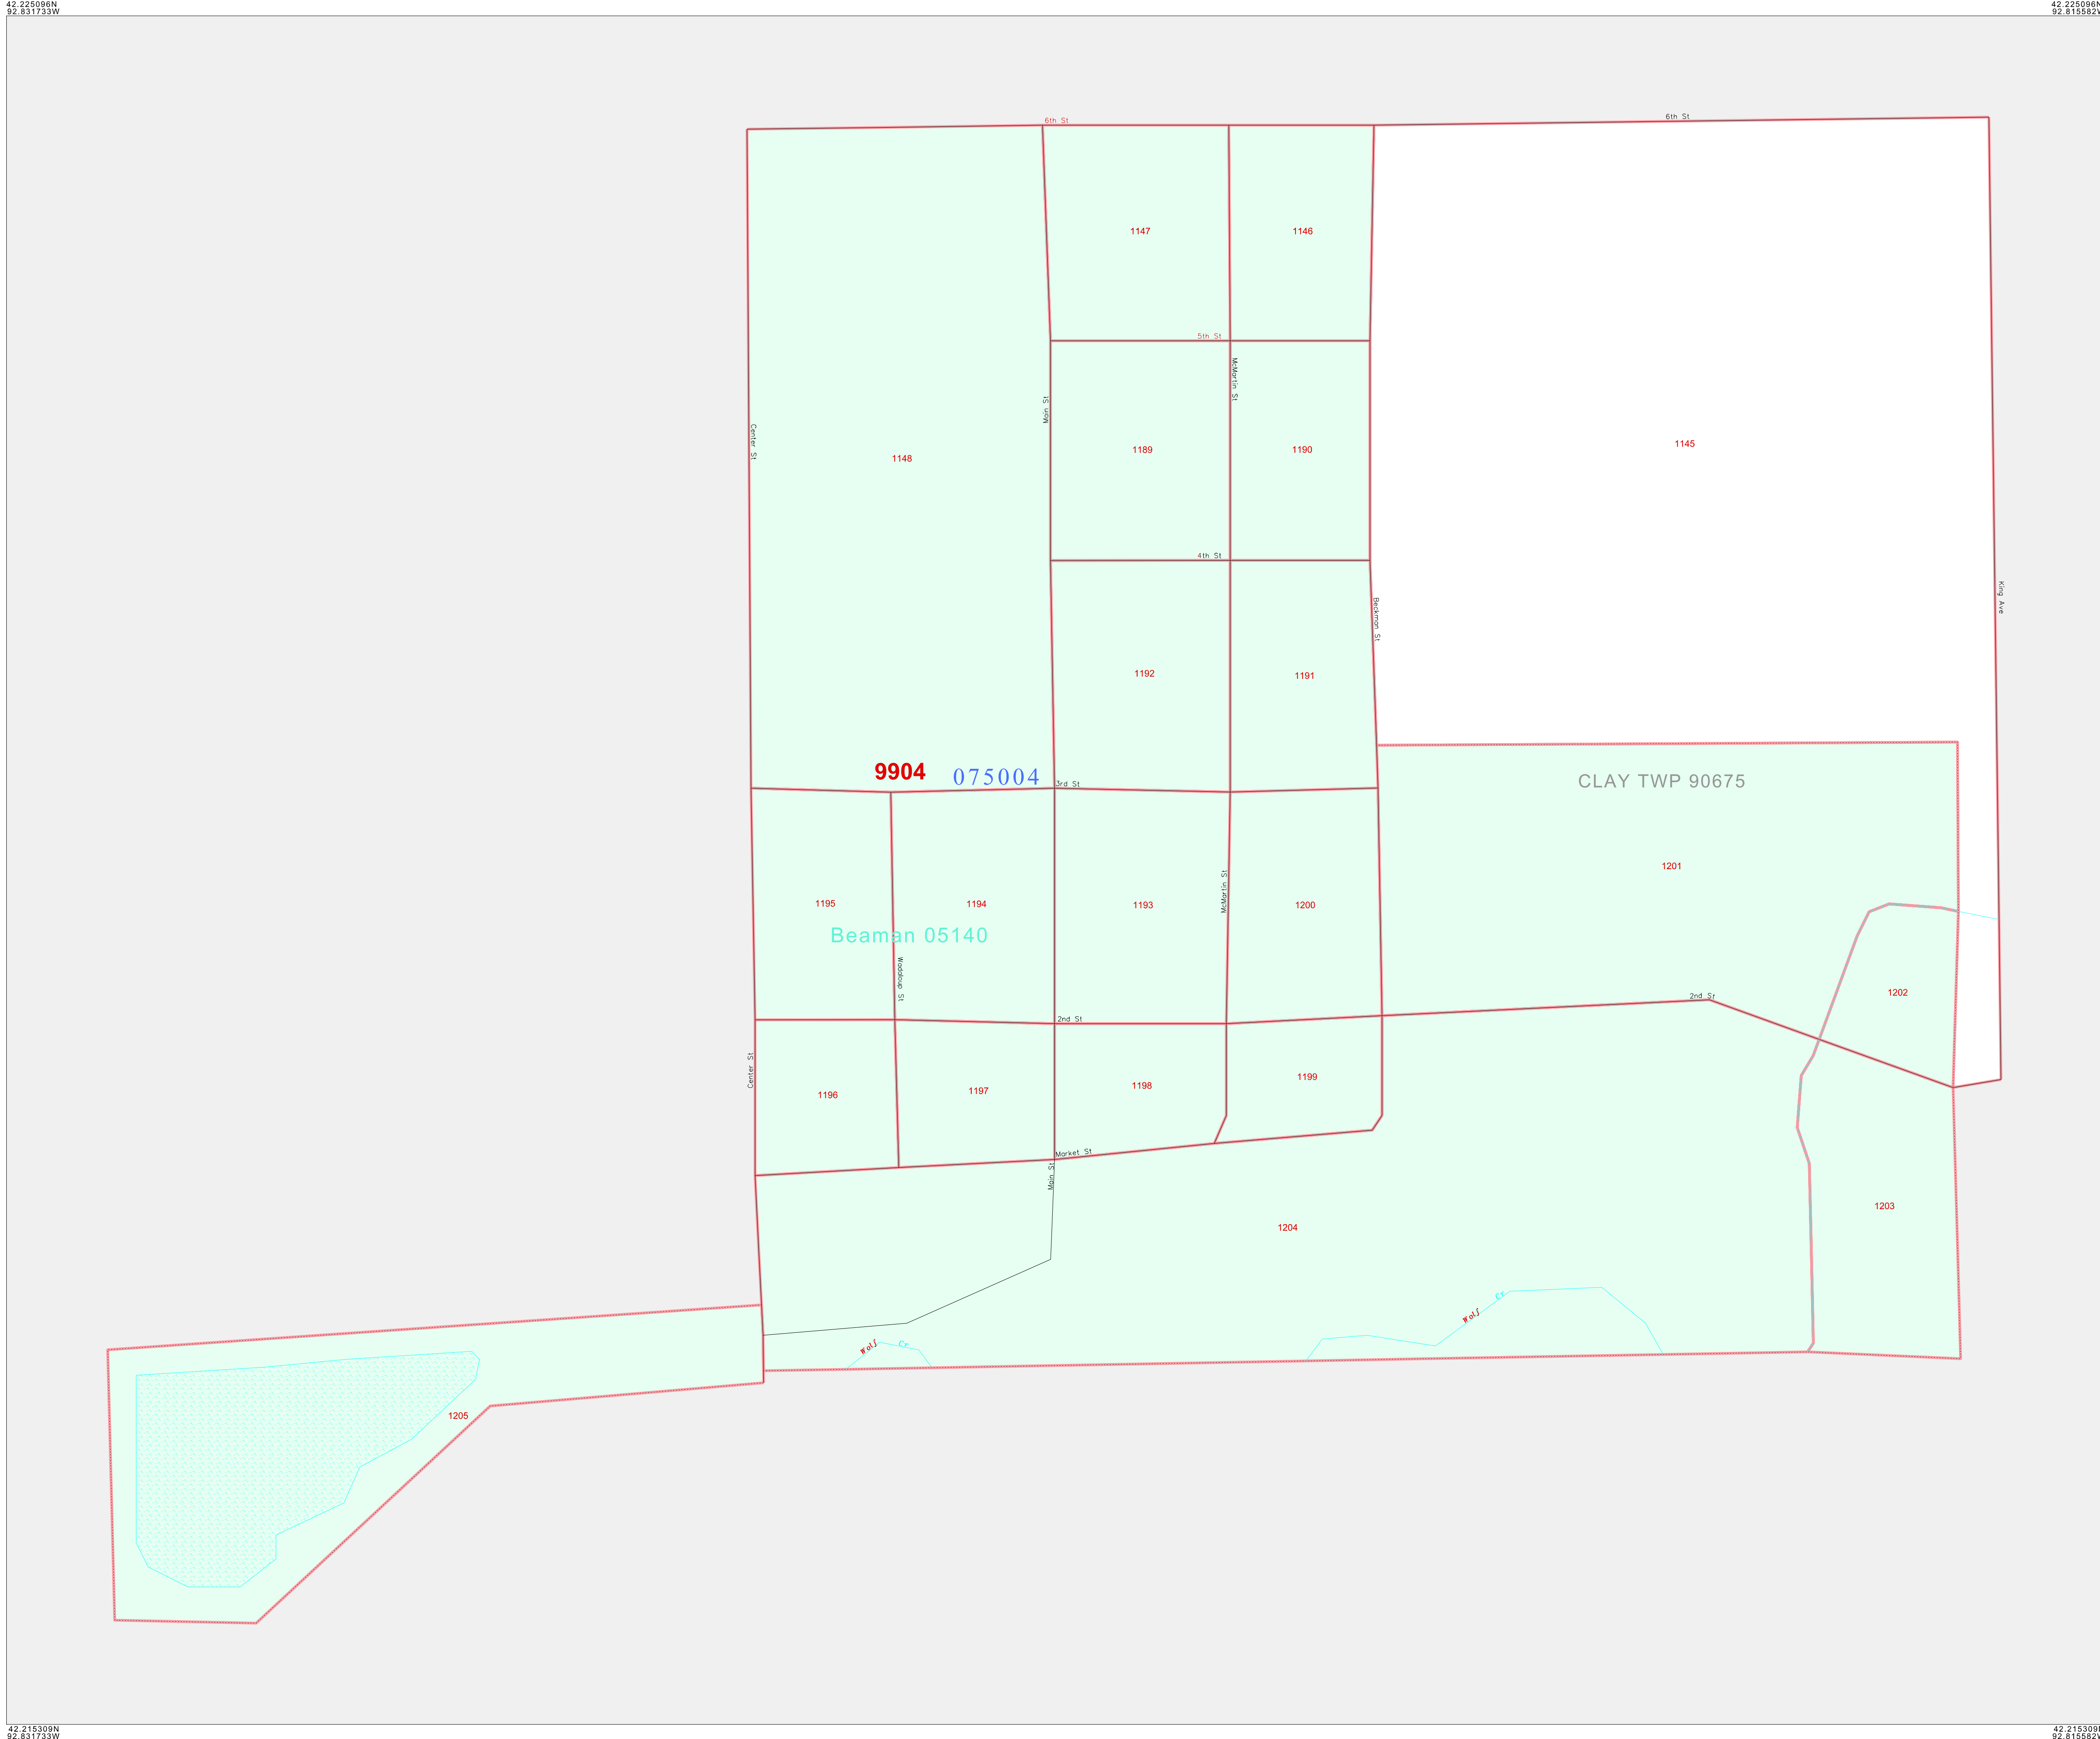 42.225096N
92.831733W
42.225096N
92.815582W
6th St
6th St
1147
1146
5th St
McMartin St
Main St
Center St
1148
1189
1190
1145
4th St
King Ave
Beckman St
1192
1191
9904
075004
3rd St
CLAY TWP 90675
1201
1195
1194
1193
McMartin St
1200
Beaman 05140
Wadakup St
1202
2nd St
2nd St
Center St
1196
1197
1198
1199
Market St
Main St
1203
1204
Wolf Cr
Wolf Cr
1205
42.215309N
92.831733W
42.215309N
92.815582W